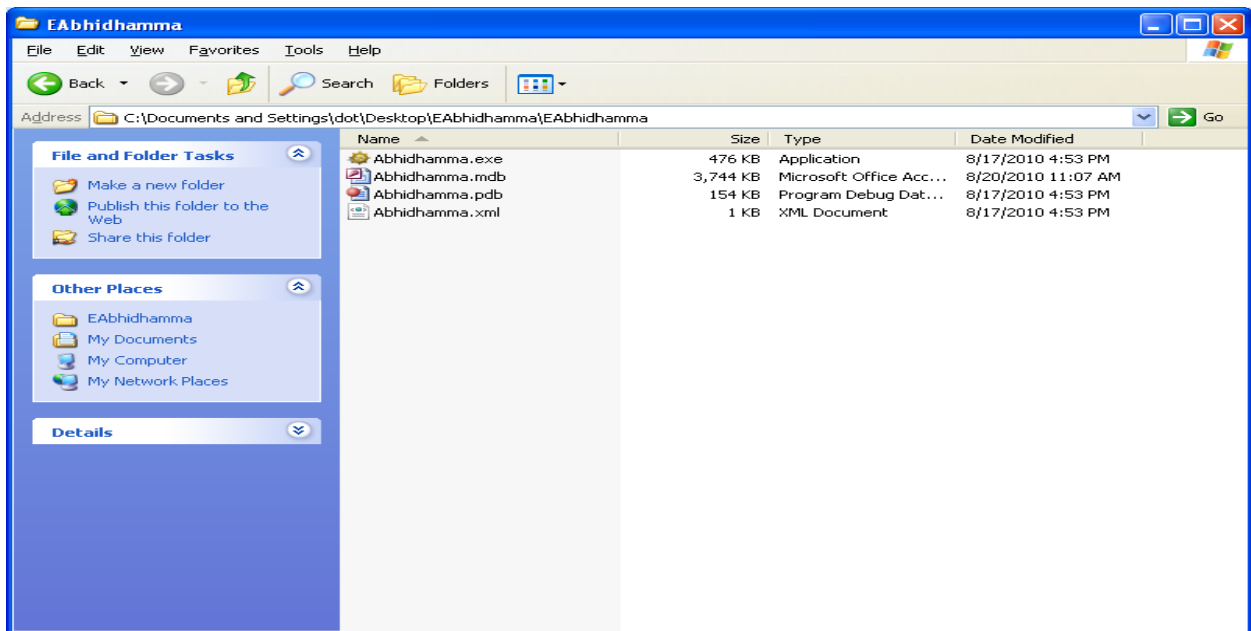 EAbhidhamma
File Edit View Favorites Tools Help
Back Search Folders
Address C:\Documents and Settings\dot\Desktop\EAbhidhamma\EAbhidhamma Go
File and Folder Tasks
Make a new folder
Publish this folder to the
Web
Share this folder
Other Places
EAbhidhamma
My Documents
My Computer
My Network Places
Details
Name Size Type Date Modified
Abhidhamma.exe 476 KB Application 8/17/2010 4:53 PM
Abhidhamma.mdb 3,744 KB Microsoft Office Acc... 8/20/2010 11:07 AM
Abhidhamma.pdb 154 KB Program Debug Dat... 8/17/2010 4:53 PM
Abhidhamma.xml 1 KB XML Document 8/17/2010 4:53 PM